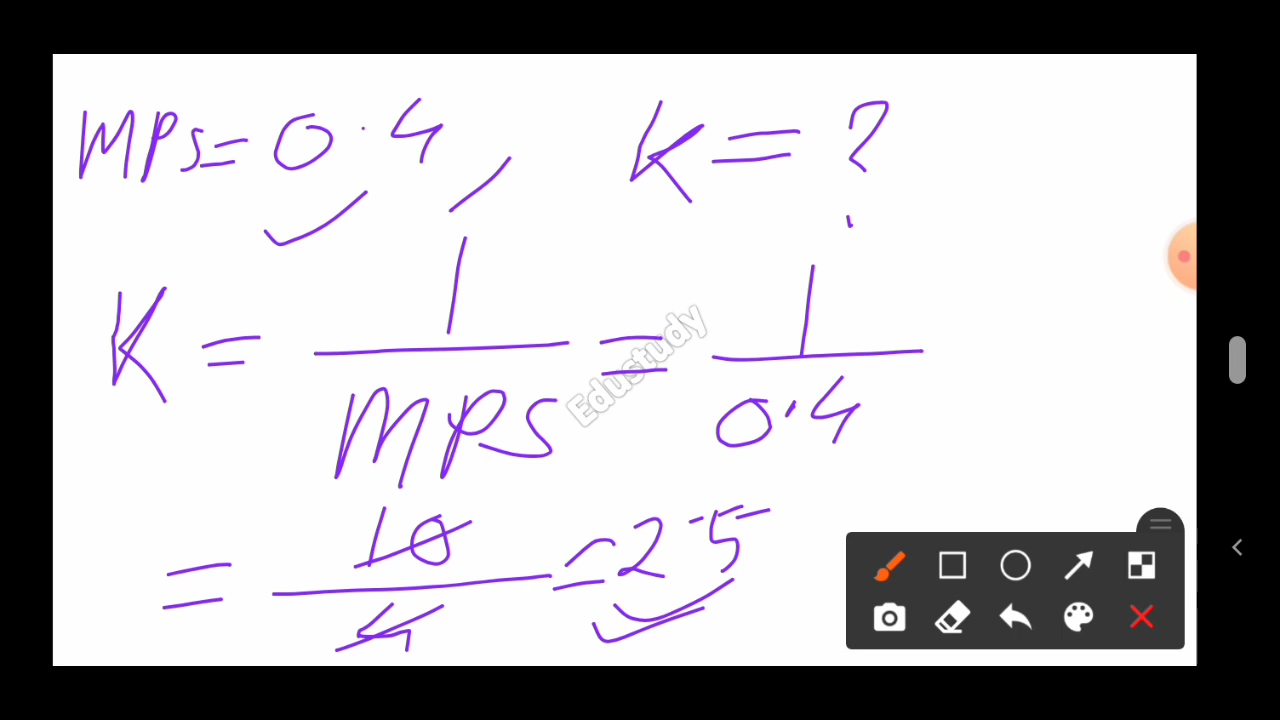 MPS = 0.4, K = ?
K = 1/MPS = 1/0.4
Edustudy
= 10/4 = 2.5